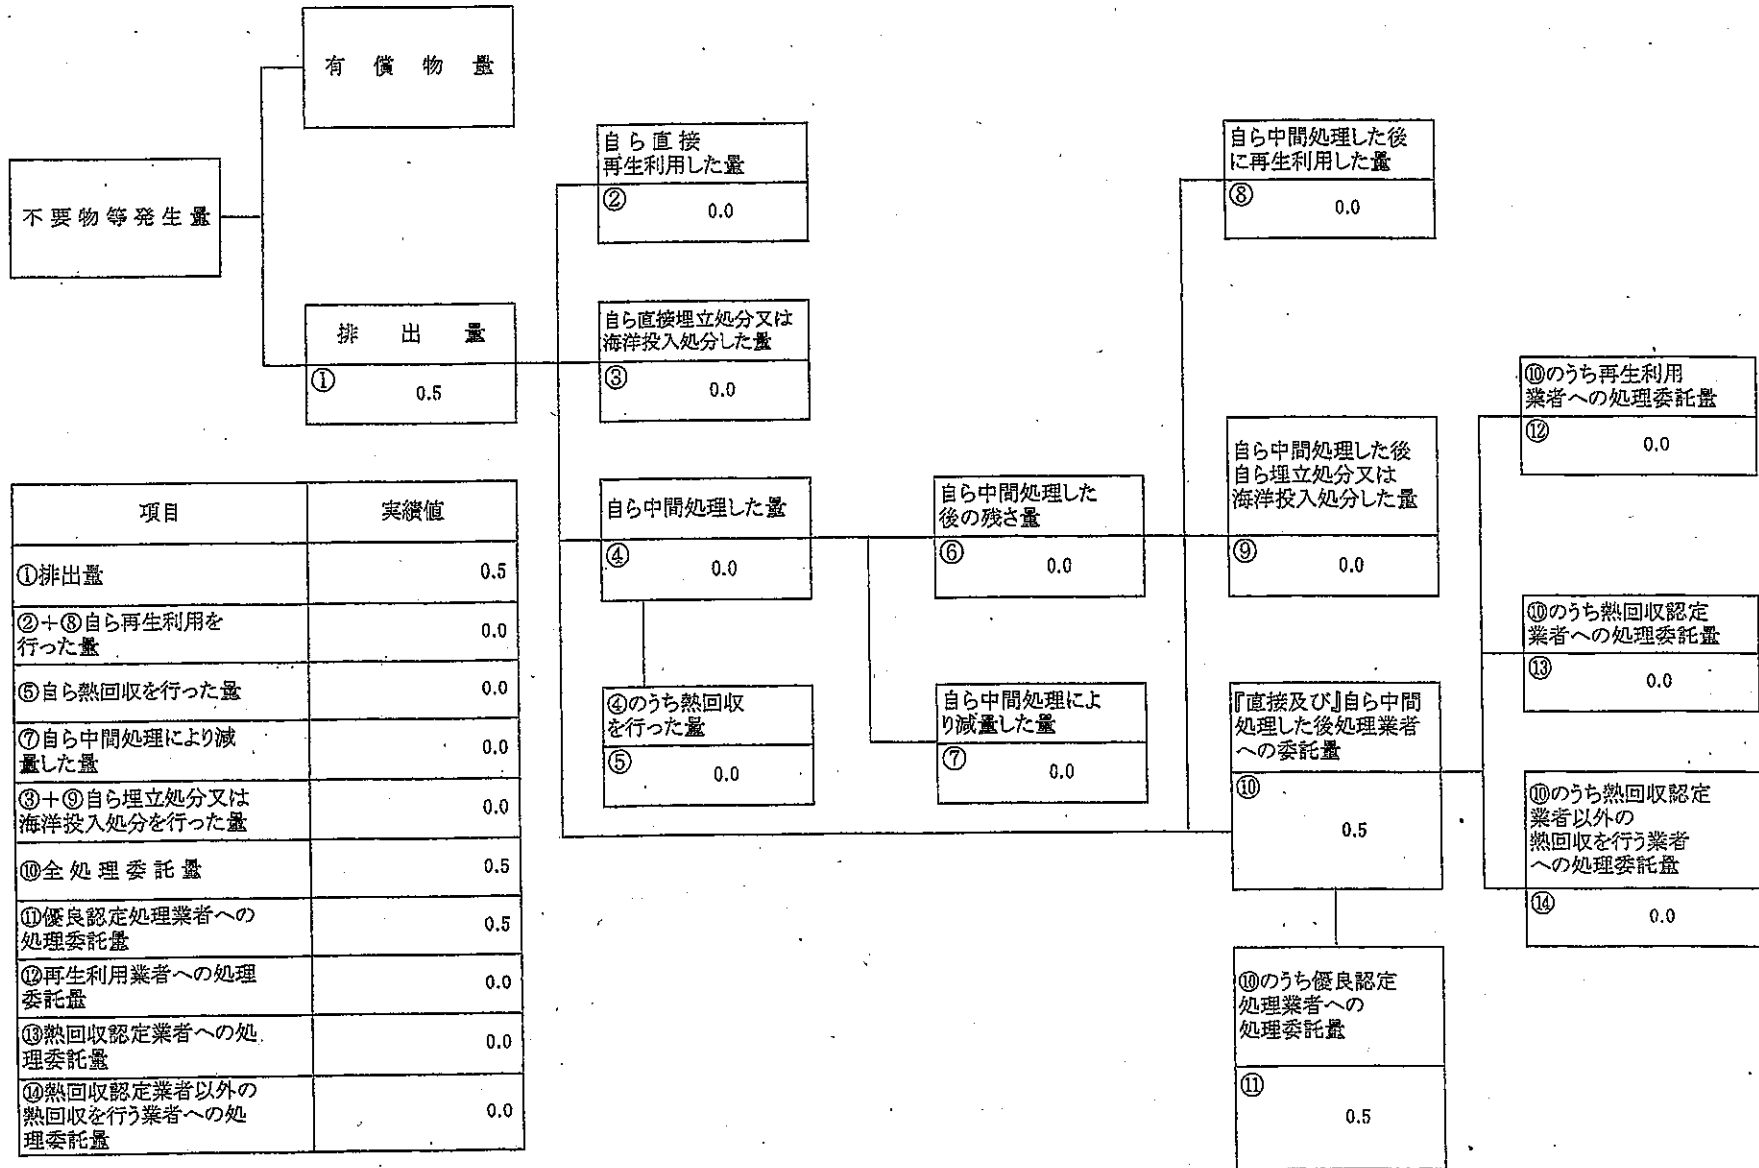 有償物量
不要物等発生量
排出量
①
0.5
自ら直接
再生利用した量
②
0.0
自ら直接埋立処分又は
海洋投入処分した量
③
0.0
自ら中間処理した量
④
0.0
④のうち熱回収
を行った量
⑤
0.0
自ら中間処理した
後の残さ量
⑥
0.0
自ら中間処理によ
り減量した量
⑦
0.0
自ら中間処理した後
に再生利用した量
⑧
0.0
自ら中間処理した後
自ら埋立処分又は
海洋投入処分した量
⑨
0.0
『直接及び』自ら中間
処理した後処理業者
への委託量
⑩
0.5
⑩のうち優良認定
処理業者への
処理委託量
⑪
0.5
⑩のうち再生利用
業者への処理委託量
⑫
0.0
⑩のうち熱回収認定
業者への処理委託量
⑬
0.0
⑩のうち熱回収認定
業者以外の
熱回収を行う業者
への処理委託量
⑭
0.0
項目 実績値
①排出量 0.5
②+⑧自ら再生利用を
行った量 0.0
⑤自ら熱回収を行った量 0.0
⑦自ら中間処理により減
量した量 0.0
③+⑨自ら埋立処分又は
海洋投入処分を行った量 0.0
⑩全処理委託量 0.5
⑪優良認定処理業者への
処理委託量 0.5
⑫再生利用業者への処理
委託量 0.0
⑬熱回収認定業者への処
理委託量 0.0
⑭熱回収認定業者以外の
熱回収を行う業者への処
理委託量 0.0